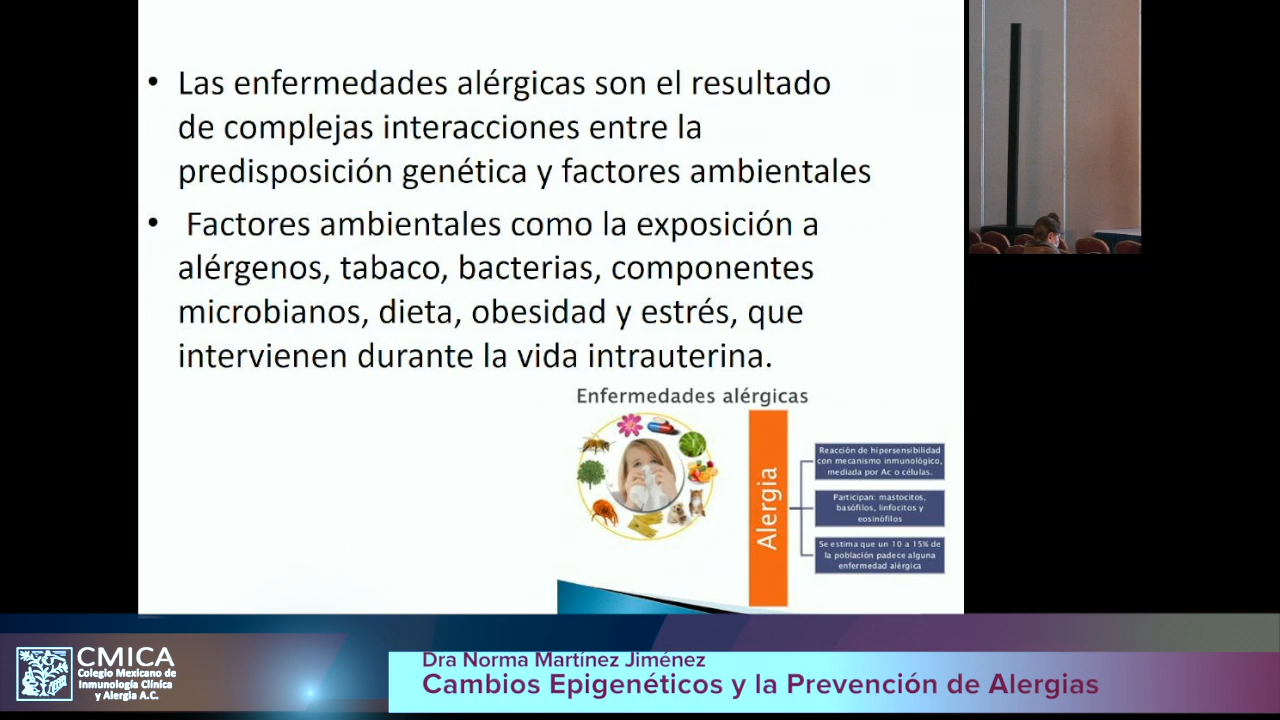 • Las enfermedades alérgicas son el resultado
de complejas interacciones entre la
predisposición genética y factores ambientales
• Factores ambientales como la exposición a
alérgenos, tabaco, bacterias, componentes
microbianos, dieta, obesidad y estrés, que
intervienen durante la vida intrauterina.
Enfermedades alérgicas
Alergia
Reacción de hipersensibilidad
con mecanismo inmunológico,
mediada por Ac o células.
Participan: mastocitos,
basófilos, linfocitos y
eosinófilos
Se estima que un 10 a 15% de
la población padece alguna
enfermedad alérgica
CMICA
Colegio Mexicano de
Inmunología Clínica
y Alergia A.C.
Dra Norma Martínez Jiménez
Cambios Epigenéticos y la Prevención de Alergias